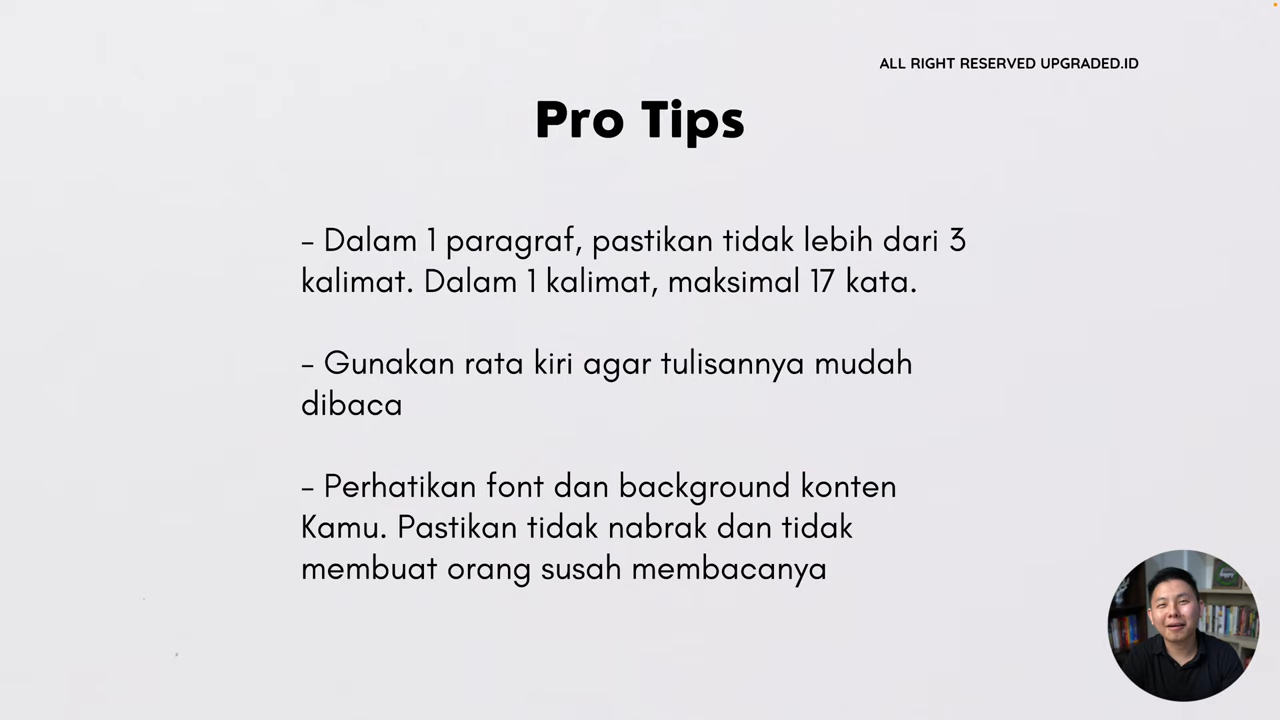 ALL RIGHT RESERVED UPGRADED.ID
Pro Tips
- Dalam 1 paragraf, pastikan tidak lebih dari 3
kalimat. Dalam 1 kalimat, maksimal 17 kata.
- Gunakan rata kiri agar tulisannya mudah
dibaca
- Perhatikan font dan background konten
Kamu. Pastikan tidak nabrak dan tidak
membuat orang susah membacanya